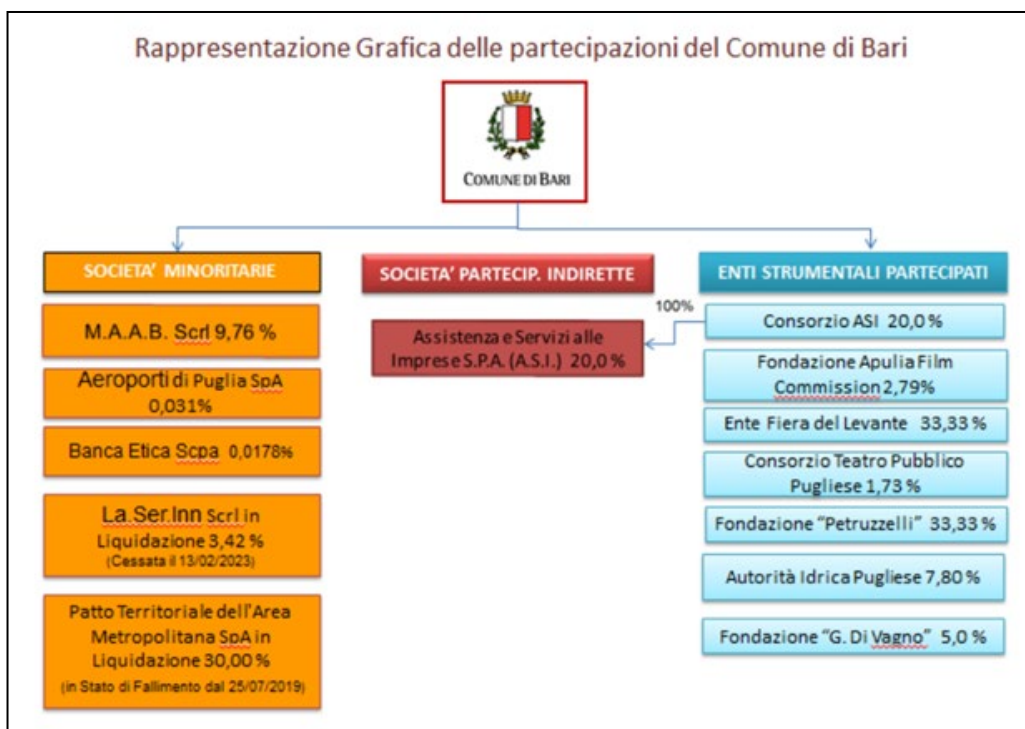 Rappresentazione Grafica delle partecipazioni del Comune di Bari
COMUNE DI BARI
SOCIETA' MINORITARIE
M.A.A.B. Scrl 9,76 %
Aeroporti di Puglia SpA
0,031%
Banca Etica Scpa 0,0178%
La.Ser.Inn Scrl in
Liquidazione 3,42 %
(Cessata il 13/02/2023)
Patto Territoriale dell'Area
Metropolitana SpA in
Liquidazione 30,00 %
(in Stato di Fallimento dal 25/07/2019)
SOCIETA' PARTECIP. INDIRETTE
100%
Assistenza e Servizi alle
Imprese S.P.A. (A.S.I.) 20,0 %
ENTI STRUMENTALI PARTECIPATI
Consorzio ASI 20,0 %
Fondazione Apulia Film
Commission 2,79%
Ente Fiera del Levante 33,33 %
Consorzio Teatro Pubblico
Pugliese 1,73 %
Fondazione "Petruzzelli" 33,33 %
Autorità Idrica Pugliese 7,80 %
Fondazione "G. Di Vagno" 5,0 %